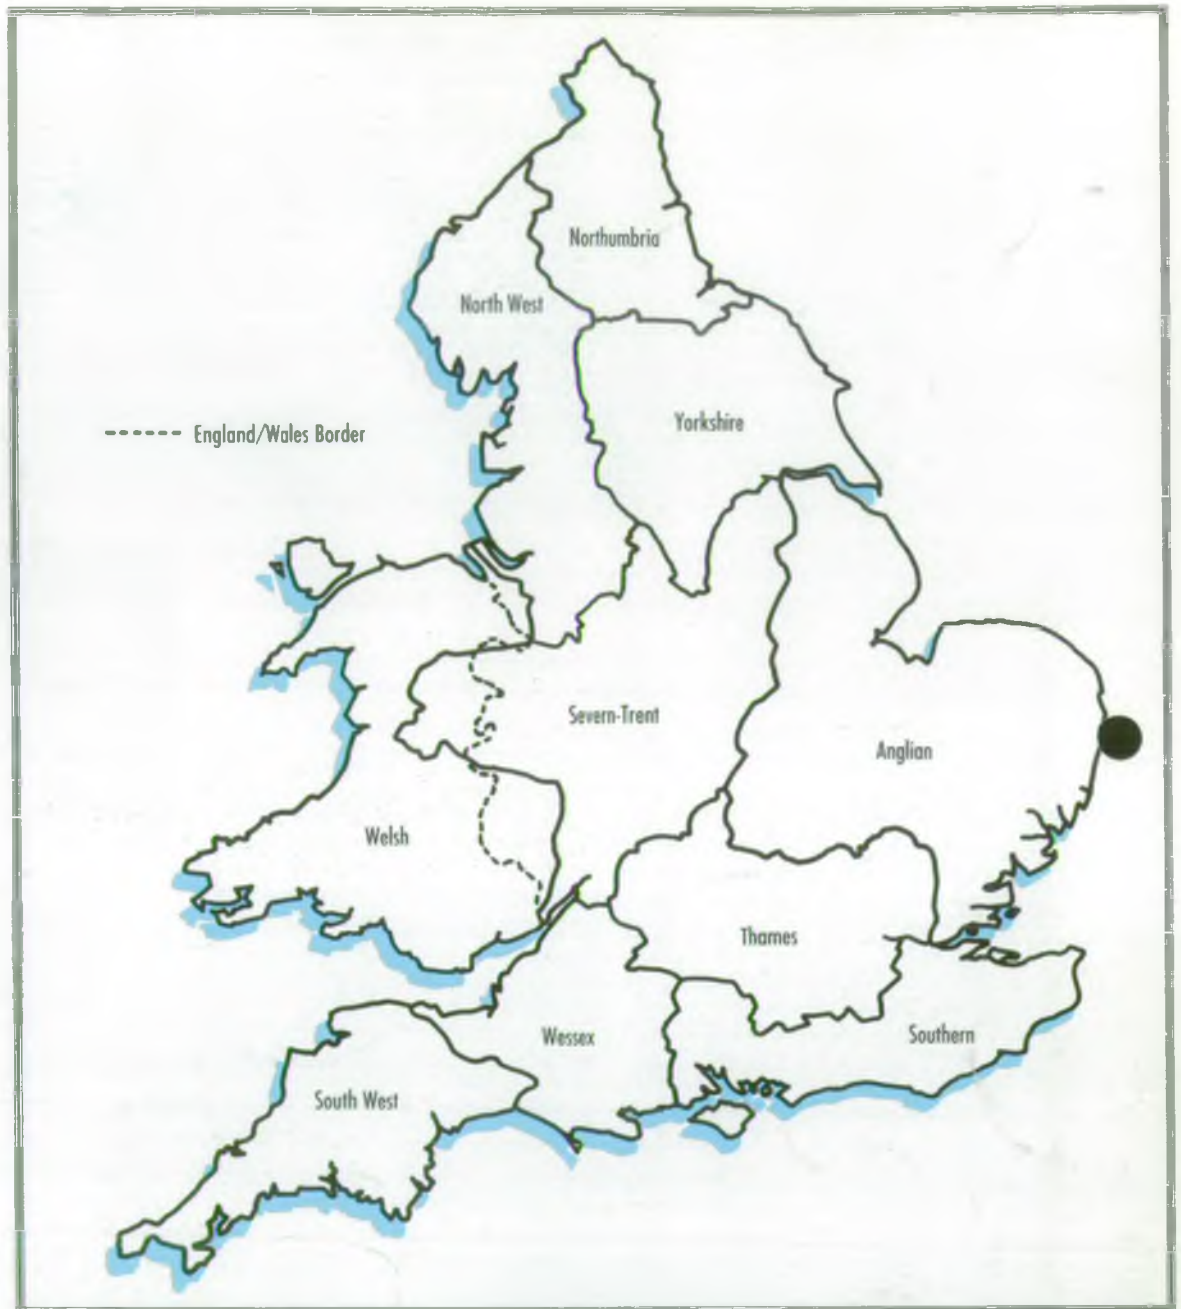 Northumbria
North West
Yorkshire
England/Wales Border
Severn-Trent
Anglian
Welsh
Thames
Wessex
Southern
South West